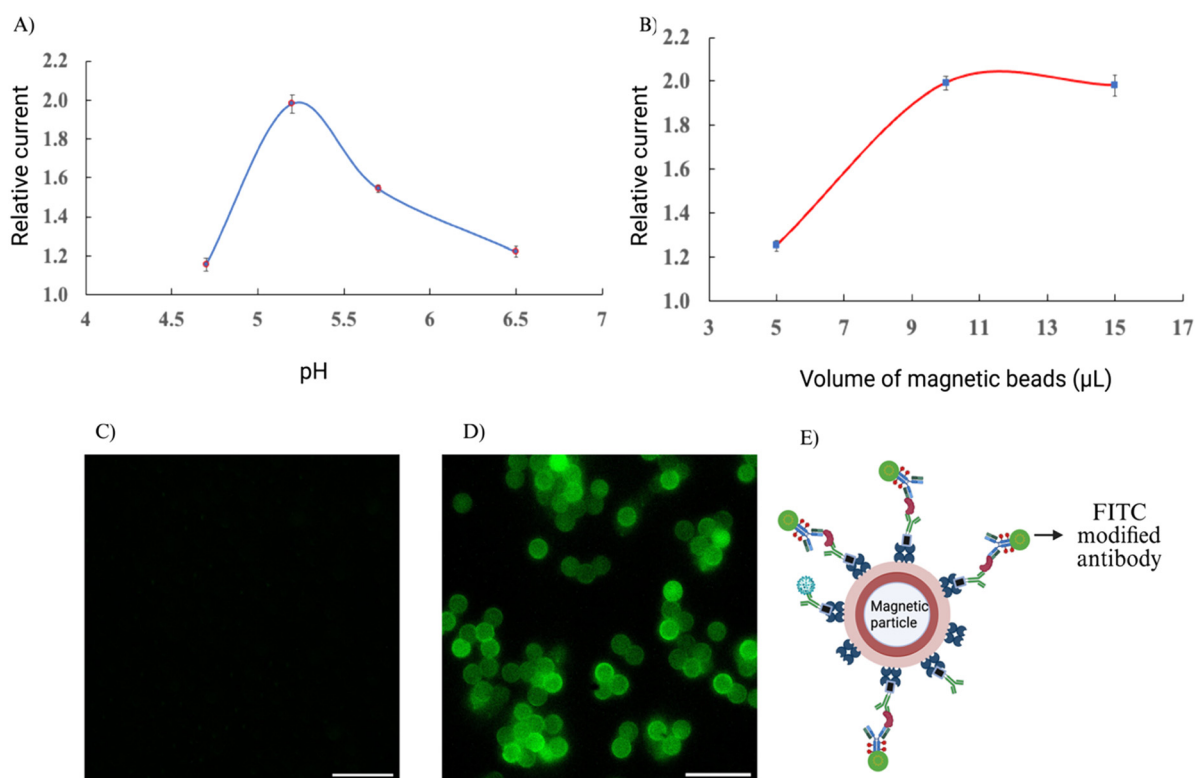 A)
2.2
2.0
1.8
1.6
1.4
1.2
1.0
Relative current
4 4.5 5 5.5 6 6.5 7
pH
B)
2.2
2.0
1.8
1.6
1.4
1.2
1.0
Relative current
3 5 7 9 11 13 15 17
Volume of magnetic beads (µL)
C)
D)
E)
FITC
modified
antibody
Magnetic
particle